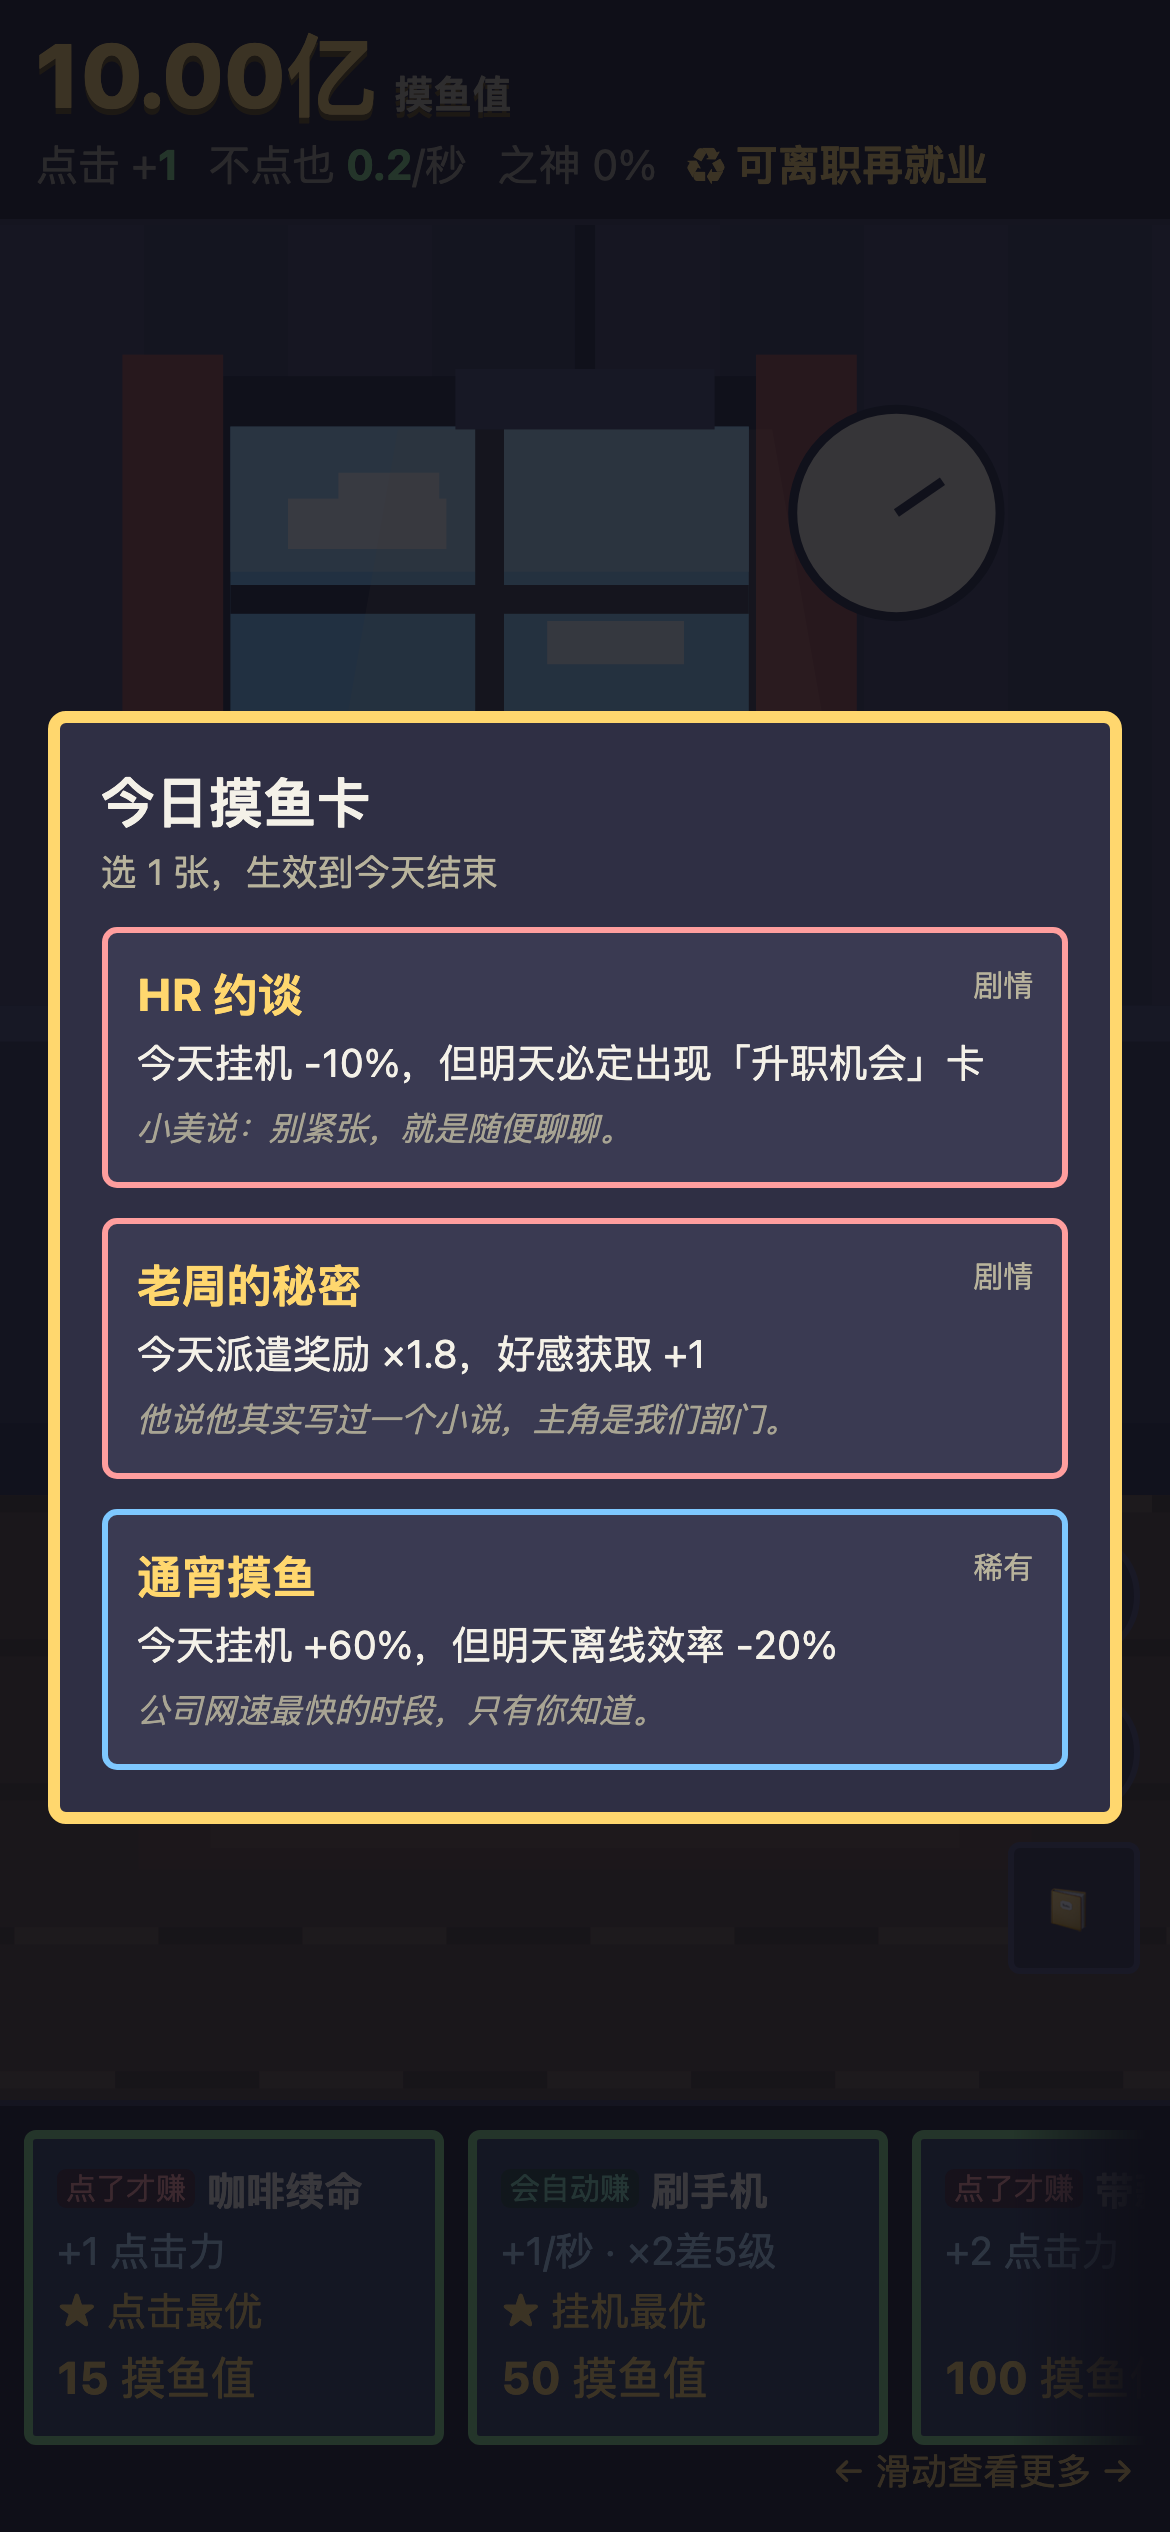 10.00亿 摸鱼值
点击 +1 不点也 0.2/秒 之神 0% ♻ 可离职再就业
今日摸鱼卡
选 1 张，生效到今天结束
HR 约谈 剧情
今天挂机 -10%，但明天必定出现「升职机会」卡
小美说：别紧张，就是随便聊聊。
老周的秘密 剧情
今天派遣奖励 ×1.8，好感获取 +1
他说他其实写过一个小说，主角是我们部门。
通宵摸鱼 稀有
今天挂机 +60%，但明天离线效率 -20%
公司网速最快的时段，只有你知道。
点了才赚 咖啡续命
+1 点击力
★ 点击最优
15 摸鱼值
会自动赚 刷手机
+1/秒 · ×2差5级
★ 挂机最优
50 摸鱼值
点了才赚 带
+2 点击力
100 摸鱼
← 滑动查看更多 →